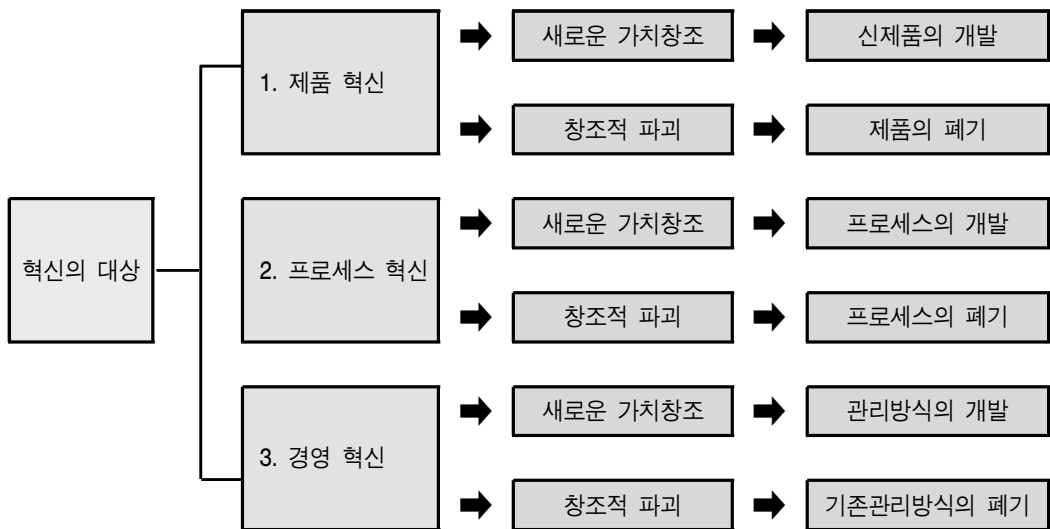 새로운 가치창조
신제품의 개발
1. 제품 혁신
창조적 파괴
제품의 폐기
새로운 가치창조
프로세스의 개발
혁신의 대상
2. 프로세스 혁신
창조적 파괴
프로세스의 폐기
새로운 가치창조
관리방식의 개발
3. 경영 혁신
창조적 파괴
기존관리방식의 폐기